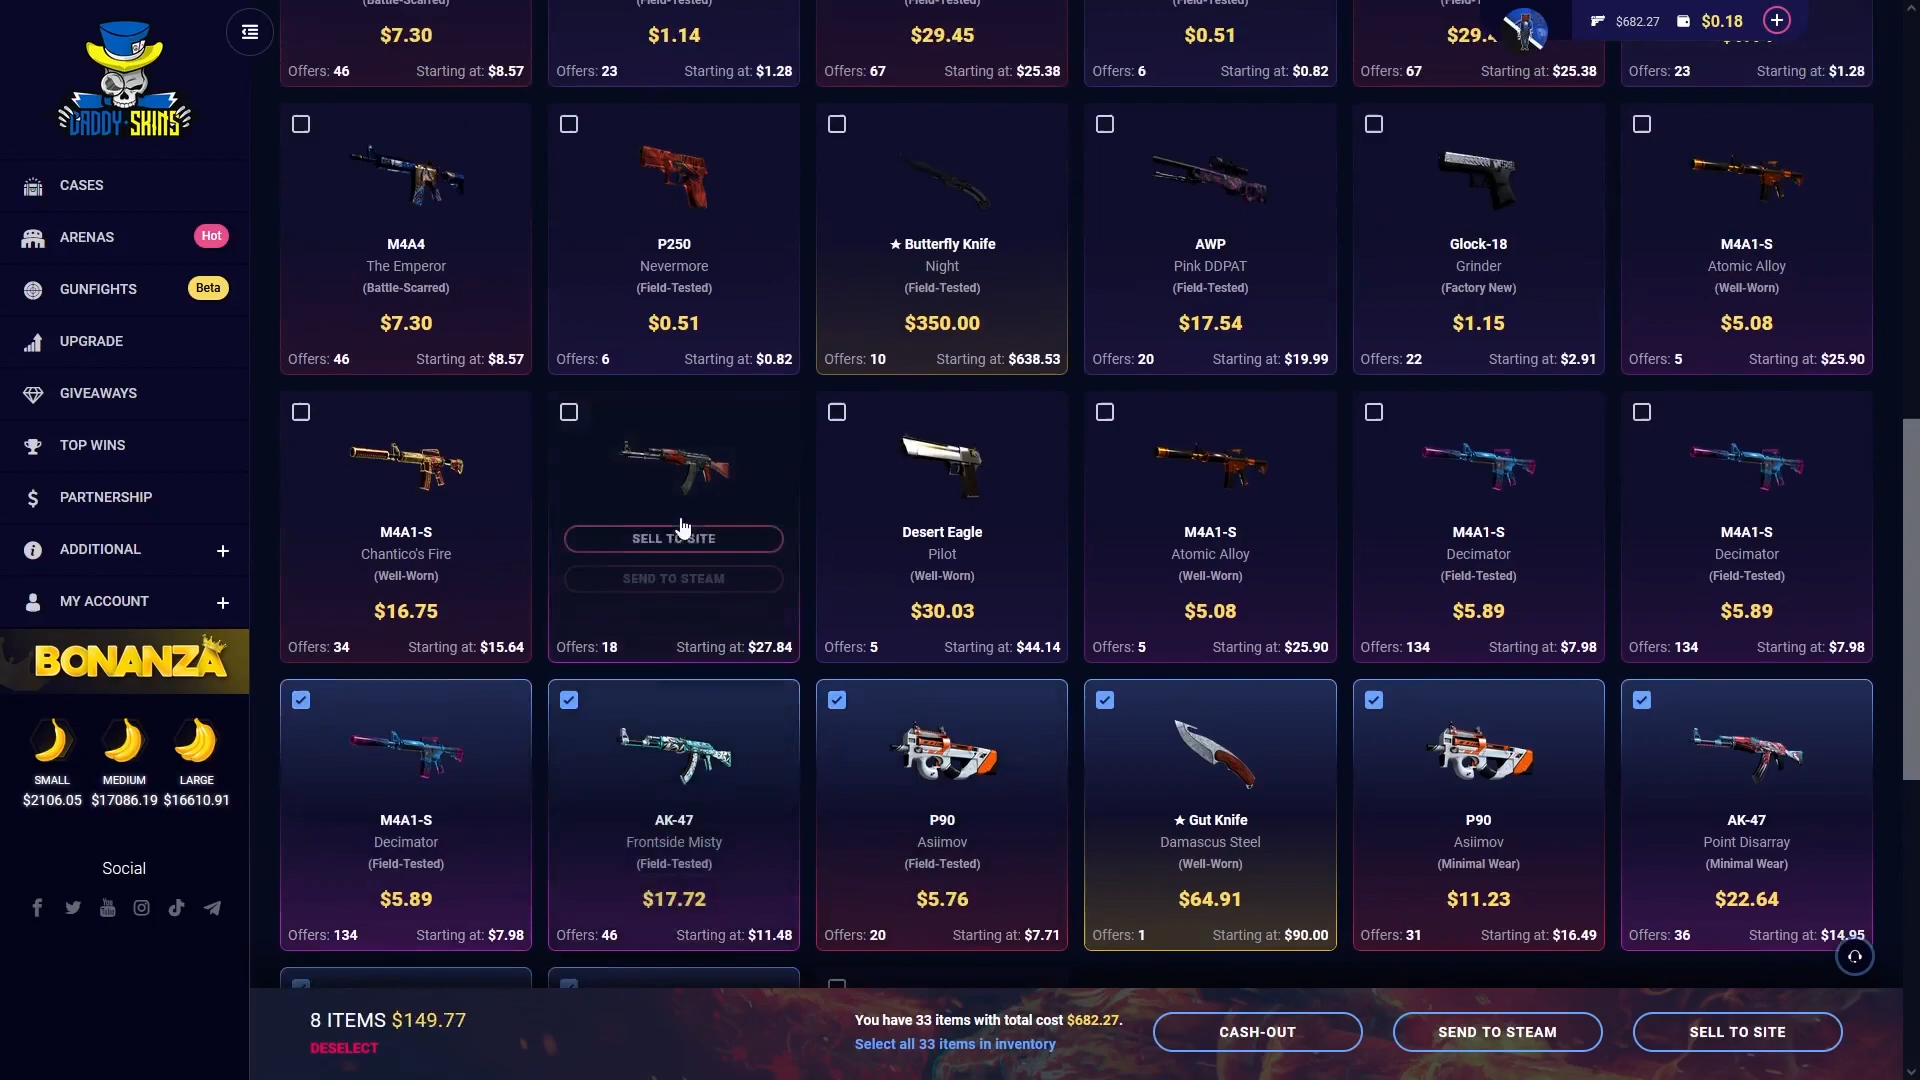 DADDY SKINS
CASES
ARENAS Hot
GUNFIGHTS Beta
UPGRADE
GIVEAWAYS
TOP WINS
PARTNERSHIP
ADDITIONAL +
MY ACCOUNT +
BONANZA
SMALL MEDIUM LARGE
$2106.05 $17086.19 $16610.91
Social
$682.27 $0.18
$7.30 $1.14 $29.45 $0.51
Offers: 46 Starting at: $8.57
Offers: 23 Starting at: $1.28
Offers: 67 Starting at: $25.38
Offers: 6 Starting at: $0.82
Offers: 67 Starting at: $25.38
Offers: 23 Starting at: $1.28
M4A4
The Emperor
(Battle-Scarred)
$7.30
Offers: 46 Starting at: $8.57
P250
Nevermore
(Field-Tested)
$0.51
Offers: 6 Starting at: $0.82
★ Butterfly Knife
Night
(Field-Tested)
$350.00
Offers: 10 Starting at: $638.53
AWP
Pink DDPAT
(Field-Tested)
$17.54
Offers: 20 Starting at: $19.99
Glock-18
Grinder
(Factory New)
$1.15
Offers: 22 Starting at: $2.91
M4A1-S
Atomic Alloy
(Well-Worn)
$5.08
Offers: 5 Starting at: $25.90
M4A1-S
Chantico's Fire
(Well-Worn)
$16.75
Offers: 34 Starting at: $15.64
SELL TO SITE
SEND TO STEAM
Offers: 18 Starting at: $27.84
Desert Eagle
Pilot
(Well-Worn)
$30.03
Offers: 5 Starting at: $44.14
M4A1-S
Atomic Alloy
(Well-Worn)
$5.08
Offers: 5 Starting at: $25.90
M4A1-S
Decimator
(Field-Tested)
$5.89
Offers: 134 Starting at: $7.98
M4A1-S
Decimator
(Field-Tested)
$5.89
Offers: 134 Starting at: $7.98
M4A1-S
Decimator
(Field-Tested)
$5.89
Offers: 134 Starting at: $7.98
AK-47
Frontside Misty
(Field-Tested)
$17.72
Offers: 46 Starting at: $11.48
P90
Asiimov
(Field-Tested)
$5.76
Offers: 20 Starting at: $7.71
★ Gut Knife
Damascus Steel
(Well-Worn)
$64.91
Offers: 1 Starting at: $90.00
P90
Asiimov
(Minimal Wear)
$11.23
Offers: 31 Starting at: $16.49
AK-47
Point Disarray
(Minimal Wear)
$22.64
Offers: 36 Starting at: $14.95
8 ITEMS $149.77
DESELECT
You have 33 items with total cost $682.27.
Select all 33 items in inventory
CASH-OUT
SEND TO STEAM
SELL TO SITE